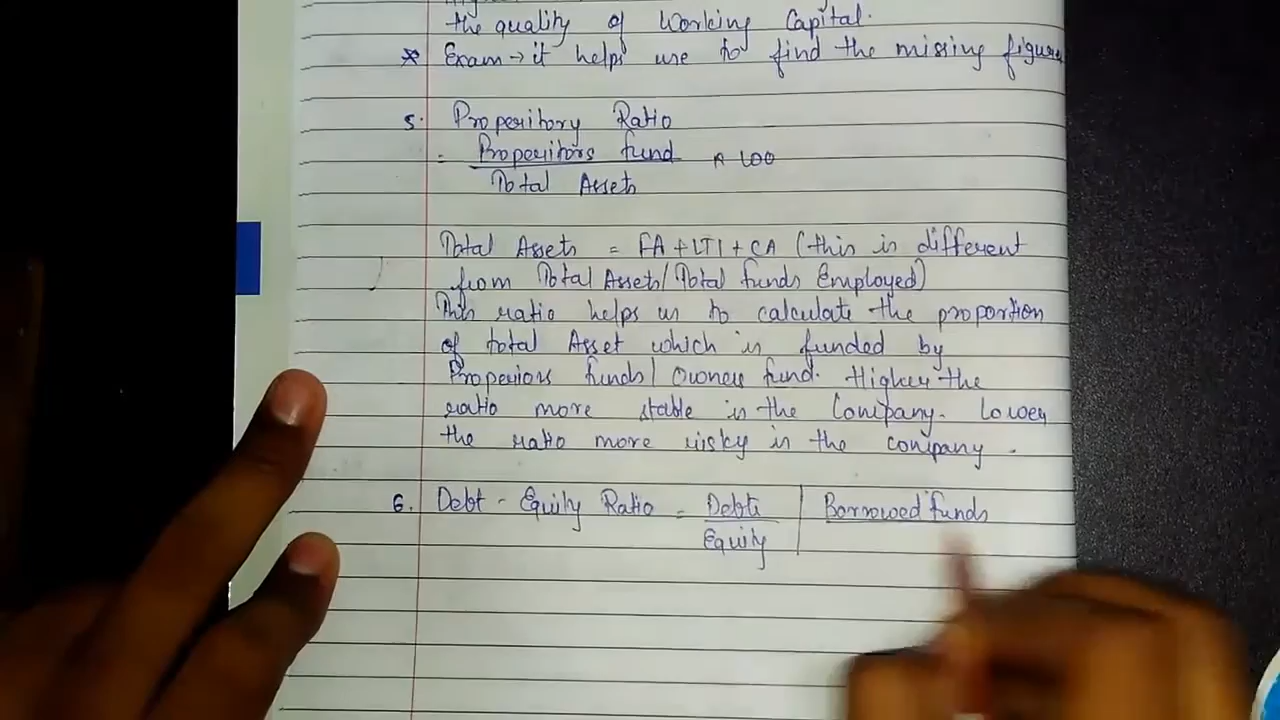 the quality of Working Capital.
* Exam → it helps use to find the missing figure
5. Properitory Ratio
= Properitors fund × 100
Total Assets
Total Assets = FA + LTI + CA (this is different
from Total Assets / Total funds Employed)
This ratio helps us to calculate the proportion
of total Asset which is funded by
Properiors funds / Owners fund. Higher the
ratio more stable is the Company. Lower
the ratio more risky is the company.
6. Debt - Equity Ratio = Debts | Borrowed funds
Equity